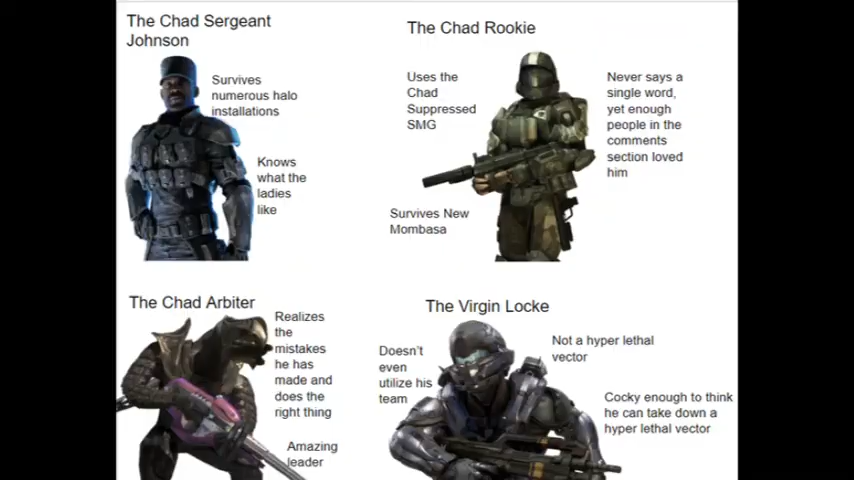 The Chad Sergeant
Johnson
Survives
numerous halo
installations
Knows
what the
ladies
like
The Chad Rookie
Uses the
Chad
Suppressed
SMG
Never says a
single word,
yet enough
people in the
comments
section loved
him
Survives New
Mombasa
The Chad Arbiter
Realizes
the
mistakes
he has
made and
does the
right thing
Amazing
leader
The Virgin Locke
Doesn't
even
utilize his
team
Not a hyper lethal
vector
Cocky enough to think
he can take down a
hyper lethal vector